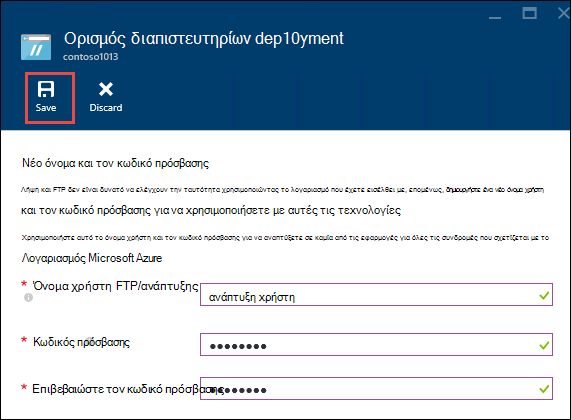 Ορισμός διαπιστευτηρίων dep10yment
contoso1013
Save Discard
Νέο όνομα και τον κωδικό πρόσβασης
Λήψη και FTP δεν είναι δυνατό να ελέγχουν την ταυτότητα χρησιμοποιώντας το λογαριασμό που έχετε εισέλθει με, επομένως, δημιουργήστε ένα νέο όνομα χρήστη
και τον κωδικό πρόσβασης για να χρησιμοποιήσετε με αυτές τις τεχνολογίες
Χρησιμοποιήστε αυτό το όνομα χρήστη και τον κωδικό πρόσβασης για να αναπτύξετε σε καμία από τις εφαρμογές για όλες τις συνδρομές που σχετίζεται με το
Λογαριασμός Microsoft Azure
* Όνομα χρήστη FTP/ανάπτυξης ανάπτυξη χρήστη
* Κωδικός πρόσβασης ●●●●●●●●
* Επιβεβαιώστε τον κωδικό πρόσβασης ●●●●●●●